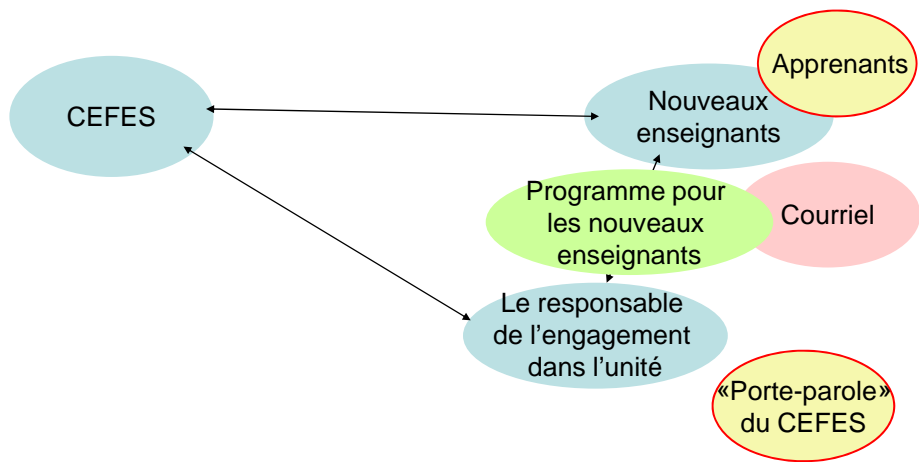 Apprenants
CEFES
Nouveaux
enseignants
Programme pour
les nouveaux
enseignants
Courriel
Le responsable
de l’engagement
dans l’unité
«Porte-parole»
du CEFES